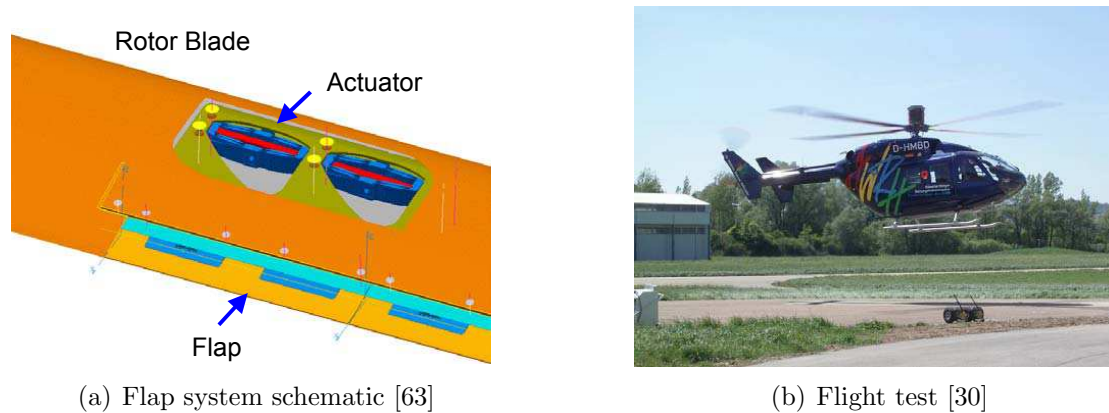 Rotor Blade
Actuator
Flap
D-HMBD
(a) Flap system schematic [63]
(b) Flight test [30]